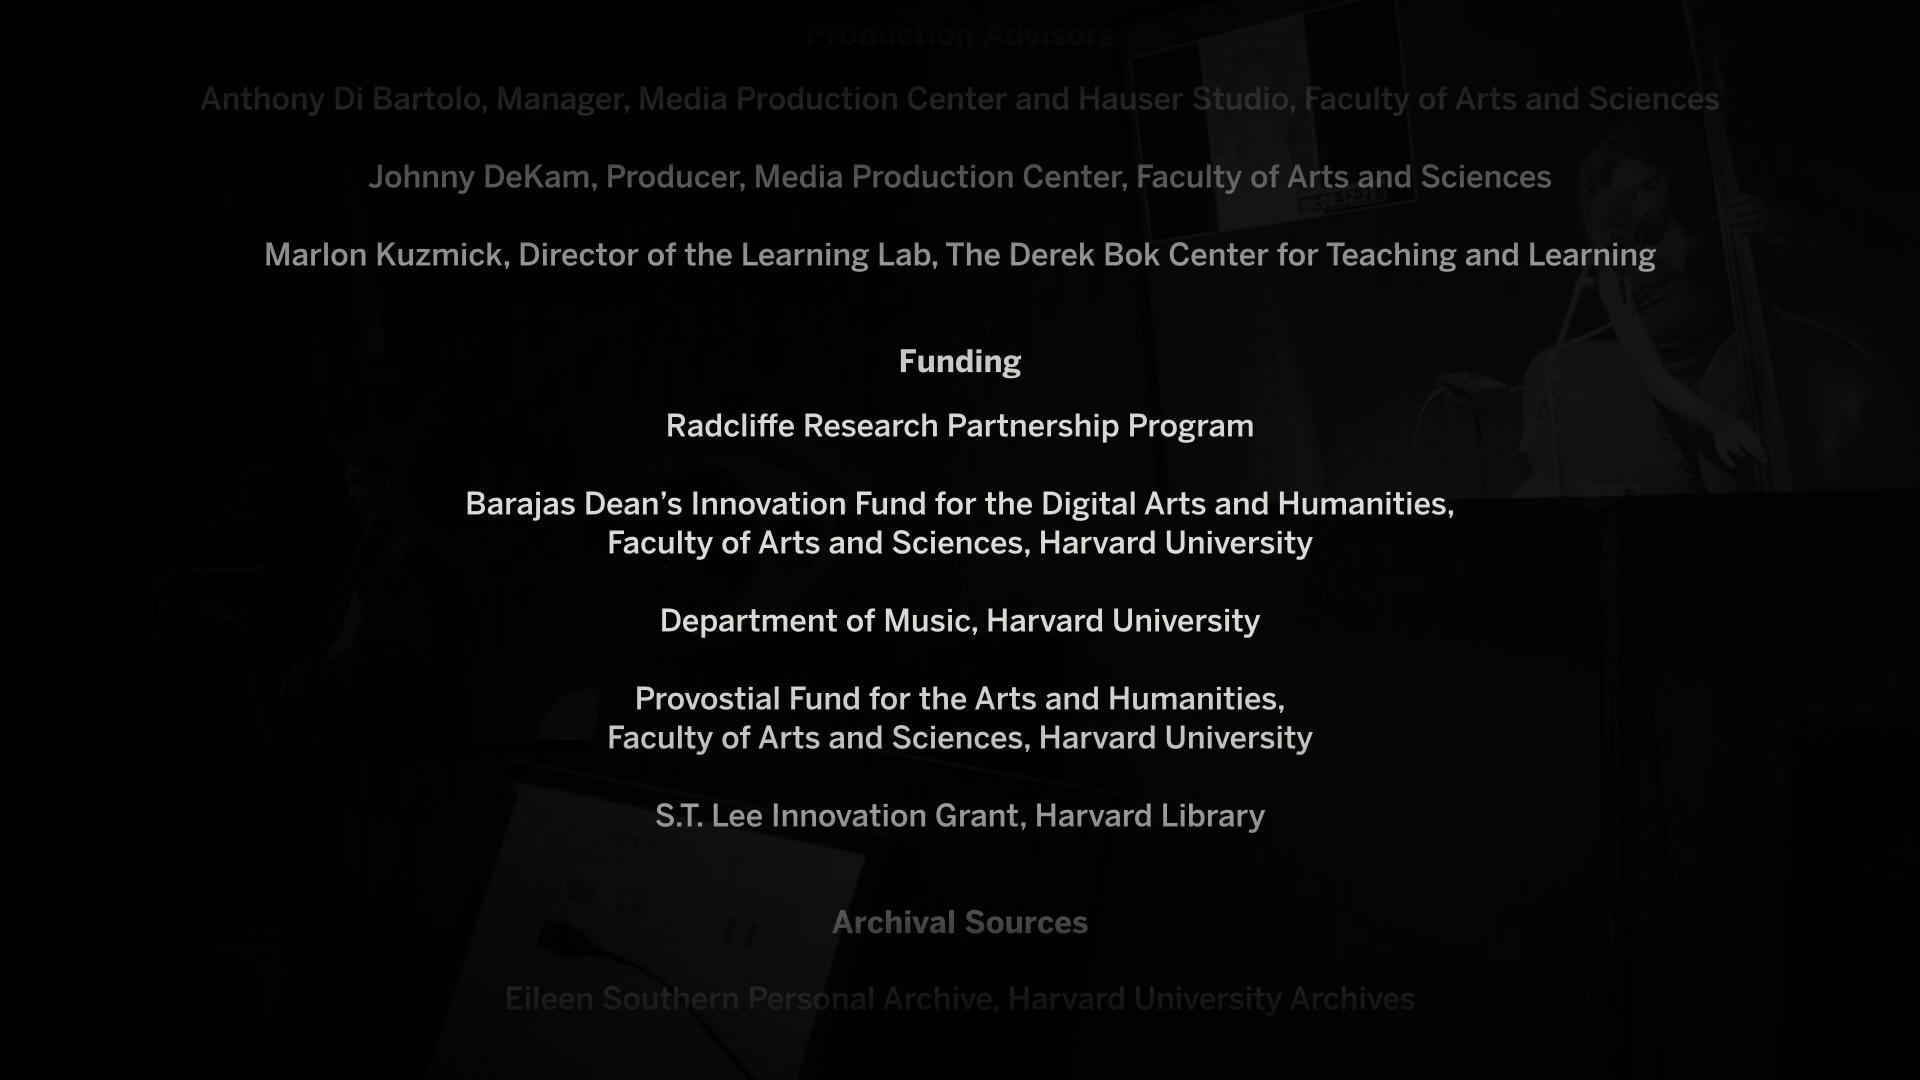 Production Advisors
Anthony Di Bartolo, Manager, Media Production Center and Hauser Studio, Faculty of Arts and Sciences
Johnny DeKam, Producer, Media Production Center, Faculty of Arts and Sciences
Marlon Kuzmick, Director of the Learning Lab, The Derek Bok Center for Teaching and Learning
Funding
Radcliffe Research Partnership Program
Barajas Dean’s Innovation Fund for the Digital Arts and Humanities,
Faculty of Arts and Sciences, Harvard University
Department of Music, Harvard University
Provostial Fund for the Arts and Humanities,
Faculty of Arts and Sciences, Harvard University
S.T. Lee Innovation Grant, Harvard Library
Archival Sources
Eileen Southern Personal Archive, Harvard University Archives